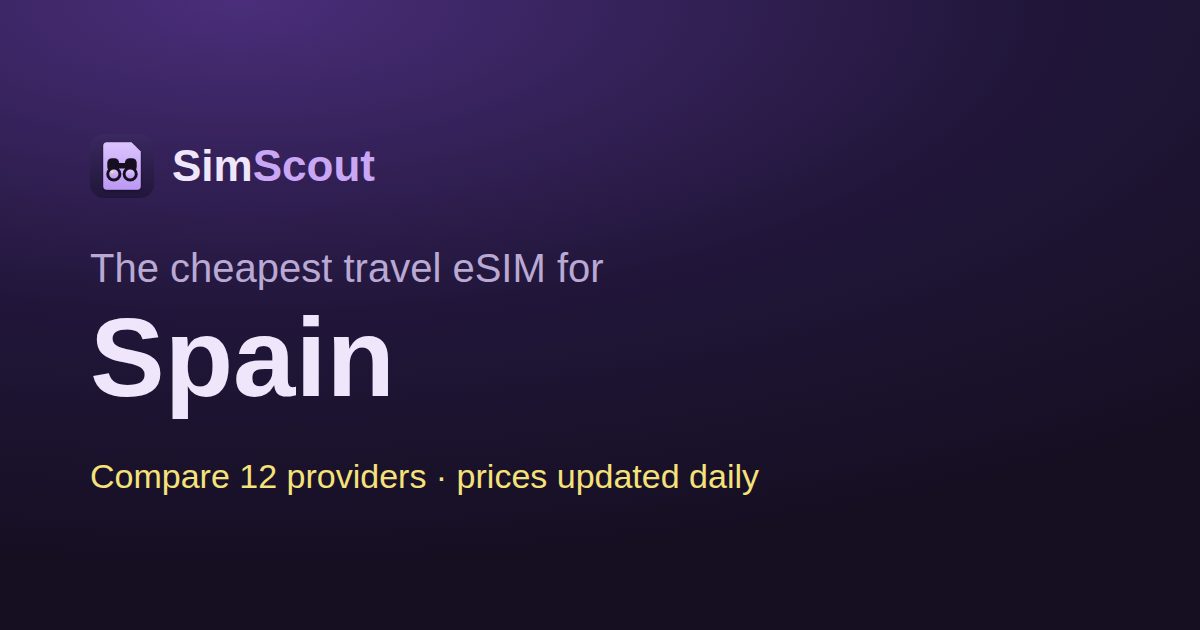 SimScout
The cheapest travel eSIM for
Spain
Compare 12 providers · prices updated daily